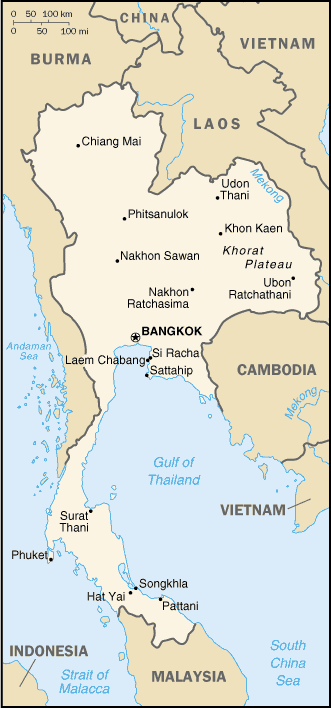 0 50 100 km
0 50 100 mi
CHINA
VIETNAM
BURMA
LAOS
Chiang Mai
Udon
Thani
Mekong
Phitsanulok
Khon Kaen
Khorat
Plateau
Nakhon Sawan
Ubon
Ratchathani
Nakhon
Ratchasima
BANGKOK
Andaman
Sea
Laem Chabang
Si Racha
Sattahip
CAMBODIA
Mekong
Gulf of
Thailand
VIETNAM
Surat
Thani
Phuket
Songkhla
Hat Yai
Pattani
INDONESIA
Strait of
Malacca
MALAYSIA
South
China
Sea